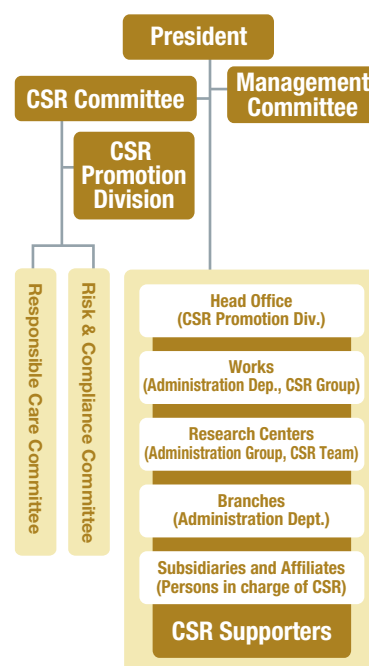 President
CSR Committee
Management
Committee
CSR
Promotion
Division
Responsible Care Committee
Risk & Compliance Committee
Head Office
(CSR Promotion Div.)
Works
(Administration Dep., CSR Group)
Research Centers
(Administration Group, CSR Team)
Branches
(Administration Dept.)
Subsidiaries and Affiliates
(Persons in charge of CSR)
CSR Supporters